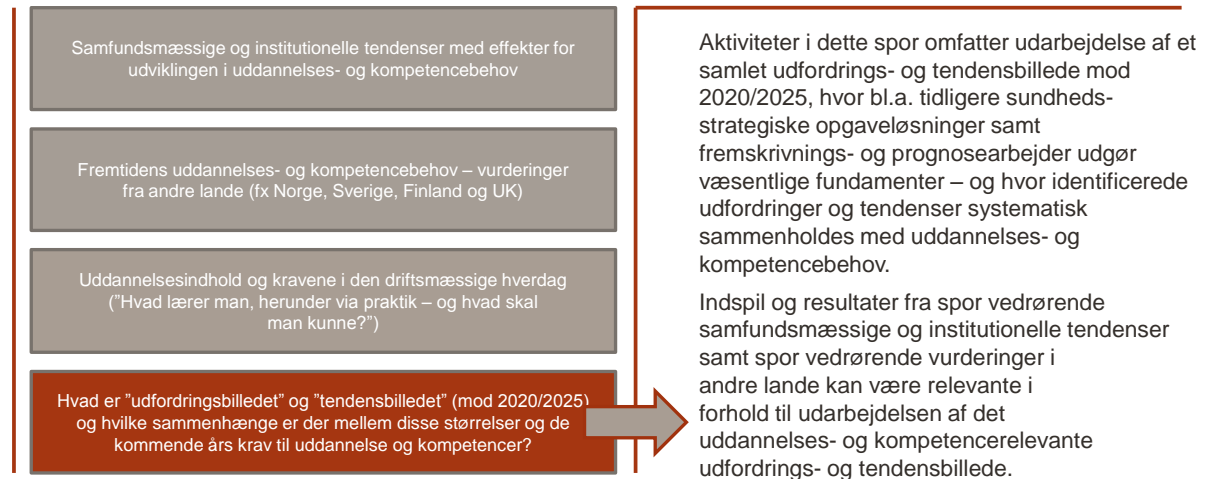 Samfundsmæssige og institutionelle tendenser med effekter for
udviklingen i uddannelses- og kompetencebehov
Fremtidens uddannelses- og kompetencebehov – vurderinger
fra andre lande (fx Norge, Sverige, Finland og UK)
Uddannelsesindhold og kravene i den driftsmæssige hverdag
("Hvad lærer man, herunder via praktik – og hvad skal
man kunne?")
Hvad er "udfordringsbilledet" og "tendensbilledet" (mod 2020/2025)
og hvilke sammenhænge er der mellem disse størrelser og de
kommende års krav til uddannelse og kompetencer?
Aktiviteter i dette spor omfatter udarbejdelse af et
samlet udfordrings- og tendensbillede mod
2020/2025, hvor bl.a. tidligere sundheds-
strategiske opgaveløsninger samt
fremskrivnings- og prognosearbejder udgør
væsentlige fundamenter – og hvor identificerede
udfordringer og tendenser systematisk
sammenholdes med uddannelses- og
kompetencebehov.
Indspil og resultater fra spor vedrørende
samfundsmæssige og institutionelle tendenser
samt spor vedrørende vurderinger i
andre lande kan være relevante i
forhold til udarbejdelsen af det
uddannelses- og kompetencerelevante
udfordrings- og tendensbillede.